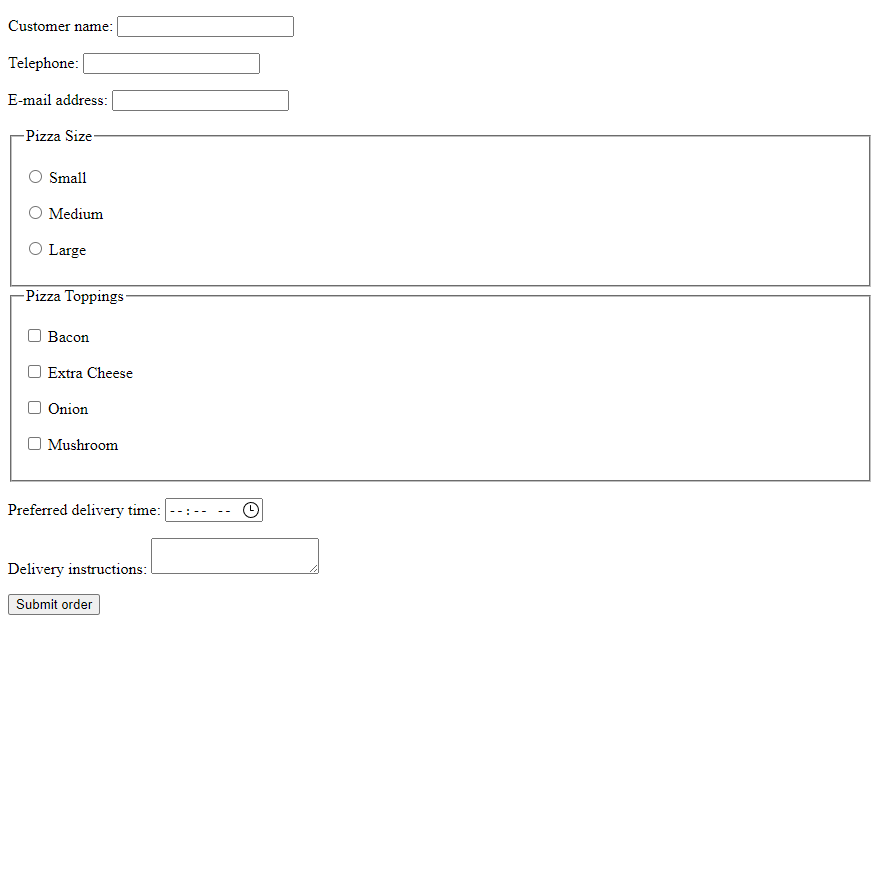 Customer name:
Telephone:
E-mail address:
Pizza Size
Small
Medium
Large
Pizza Toppings
Bacon
Extra Cheese
Onion
Mushroom
Preferred delivery time: --:-- --
Delivery instructions:
Submit order